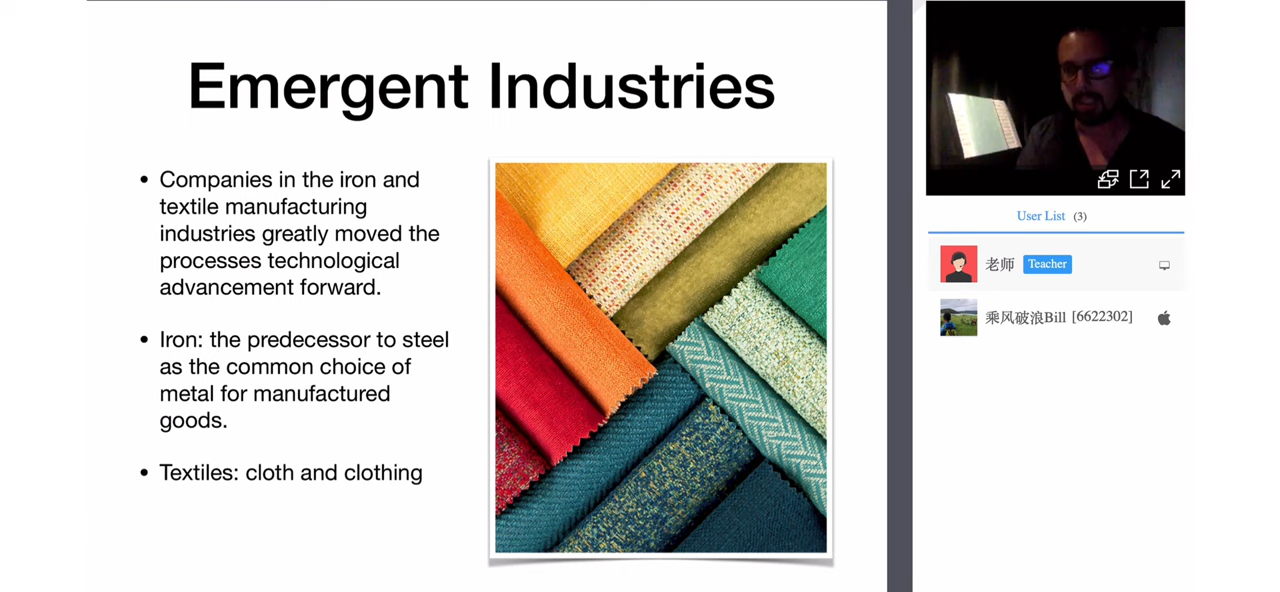 Emergent Industries
• Companies in the iron and
textile manufacturing
industries greatly moved the
processes technological
advancement forward.
• Iron: the predecessor to steel
as the common choice of
metal for manufactured
goods.
• Textiles: cloth and clothing
User List (3)
老师 Teacher
乘风破浪Bill [6622302]